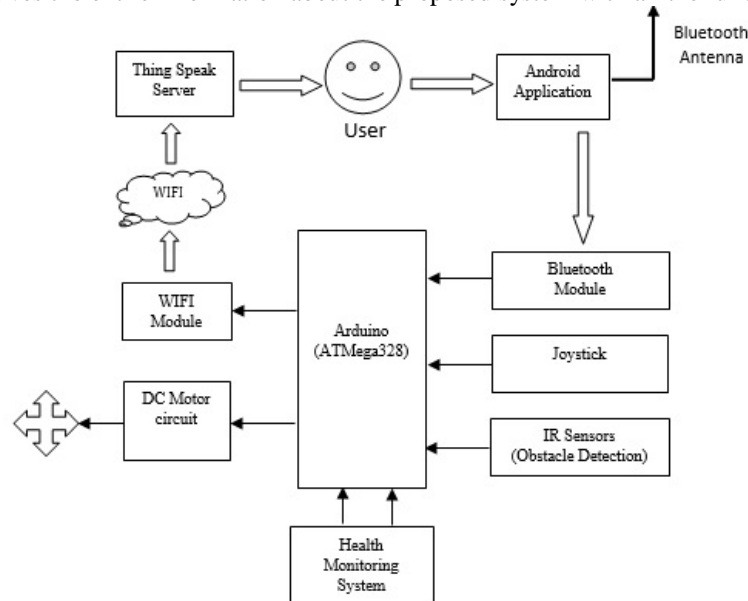 Bluetooth
Antenna
Thing Speak
Server
User
Android
Application
WIFI
WIFI
Module
Arduino
(ATMega328)
Bluetooth
Module
Joystick
DC Motor
circuit
IR Sensors
(Obstacle Detection)
Health
Monitoring
System